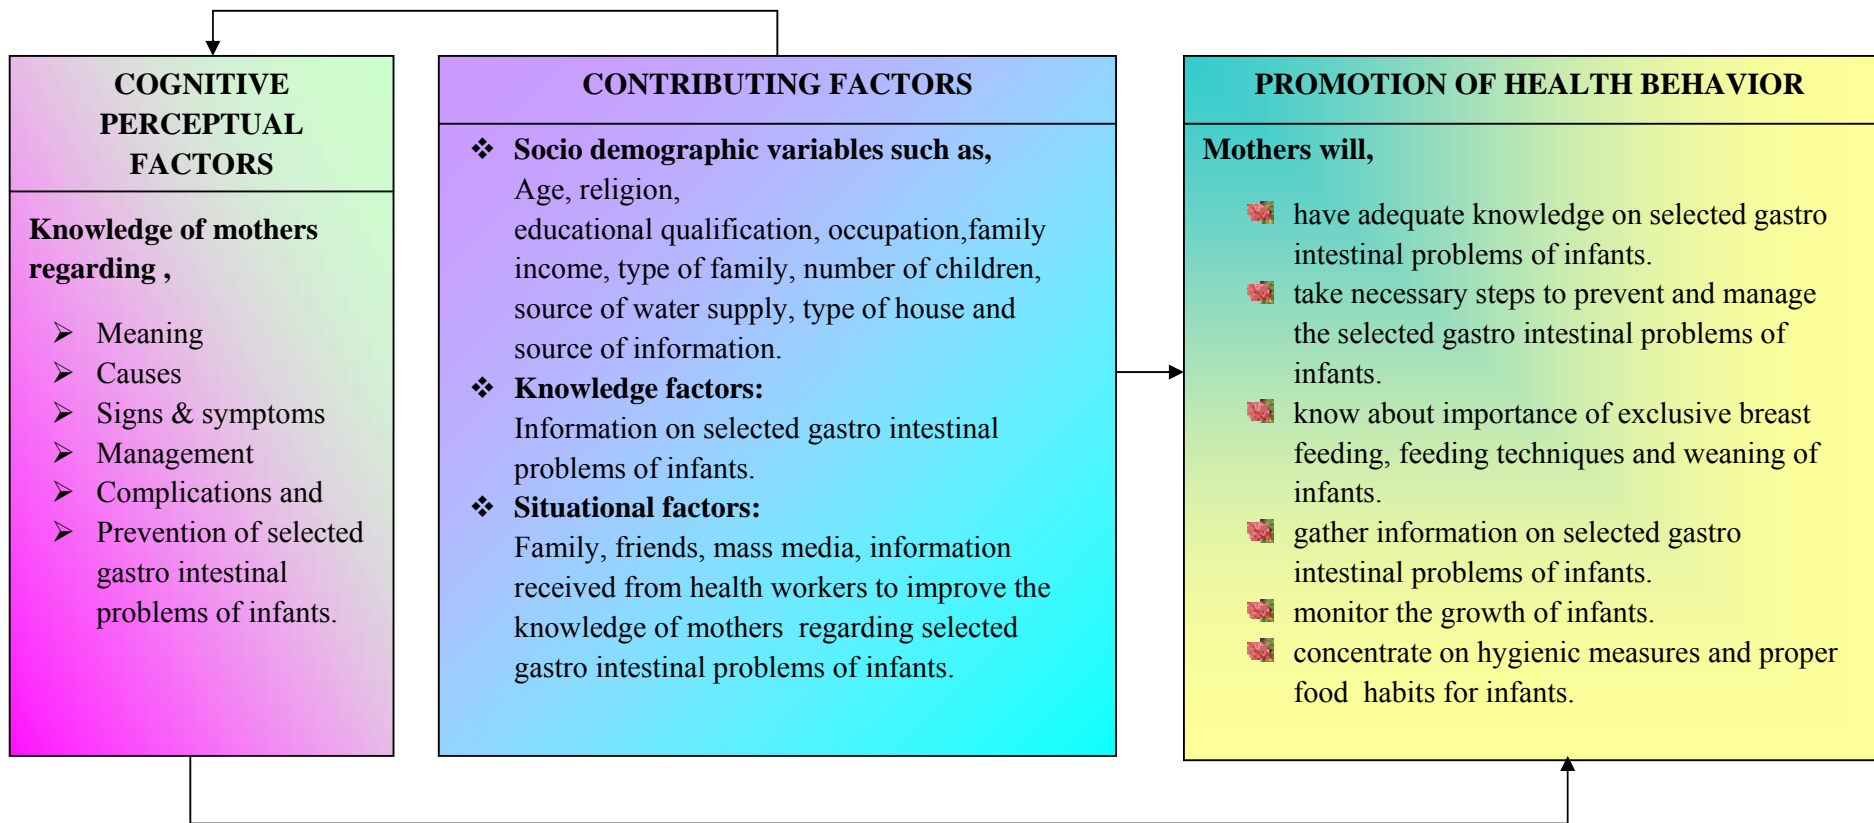 COGNITIVE
PERCEPTUAL
FACTORS
Knowledge of mothers
regarding ,
Meaning
Causes
Signs & symptoms
Management
Complications and
Prevention of selected
gastro intestinal
problems of infants.
CONTRIBUTING FACTORS
Socio demographic variables such as,
Age, religion,
educational qualification, occupation,family
income, type of family, number of children,
source of water supply, type of house and
source of information.
Knowledge factors:
Information on selected gastro intestinal
problems of infants.
Situational factors:
Family, friends, mass media, information
received from health workers to improve the
knowledge of mothers regarding selected
gastro intestinal problems of infants.
PROMOTION OF HEALTH BEHAVIOR
Mothers will,
have adequate knowledge on selected gastro
intestinal problems of infants.
take necessary steps to prevent and manage
the selected gastro intestinal problems of
infants.
know about importance of exclusive breast
feeding, feeding techniques and weaning of
infants.
gather information on selected gastro
intestinal problems of infants.
monitor the growth of infants.
concentrate on hygienic measures and proper
food habits for infants.